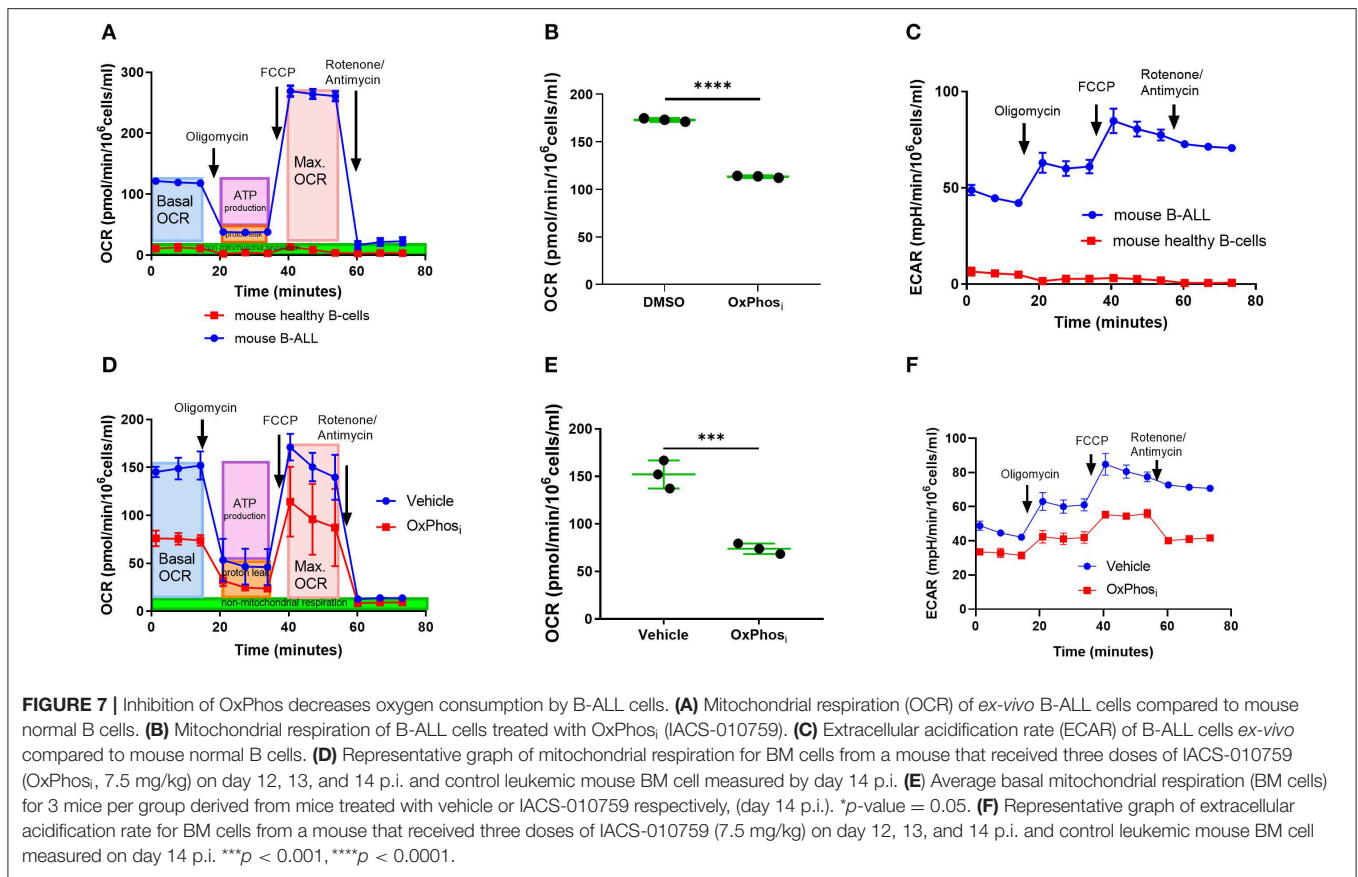 A
OCR (pmol/min/10⁶cells/ml)
300
200
100
0
Oligomycin
FCCP
Rotenone/
Antimycin
Basal
OCR
ATP
production
proton leak
Max.
OCR
non-mitochondrial respiration
0 20 40 60 80
Time (minutes)
mouse healthy B-cells
mouse B-ALL
B
OCR (pmol/min/10⁶cells/ml)
200
150
100
50
0
****
DMSO OxPhosᵢ
C
ECAR (mpH/min/10⁶cells/ml)
100
50
0
Oligomycin
FCCP
Rotenone/
Antimycin
mouse B-ALL
mouse healthy B-cells
0 20 40 60 80
Time (minutes)
D
OCR (pmol/min/10⁶cells/ml)
200
150
100
50
0
Oligomycin
FCCP
Rotenone/
Antimycin
Basal
OCR
ATP
production
proton leak
Max.
OCR
non-mitochondrial respiration
Vehicle
OxPhosᵢ
0 20 40 60 80
Time (minutes)
E
OCR (pmol/min/10⁶cells/ml)
200
150
100
50
0
***
Vehicle OxPhosᵢ
F
ECAR (mpH/min/10⁶cells/ml)
100
80
60
40
20
0
Oligomycin
FCCP
Rotenone/
Antimycin
Vehicle
OxPhosᵢ
0 20 40 60 80
Time (minutes)
FIGURE 7 | Inhibition of OxPhos decreases oxygen consumption by B-ALL cells. (A) Mitochondrial respiration (OCR) of ex-vivo B-ALL cells compared to mouse
normal B cells. (B) Mitochondrial respiration of B-ALL cells treated with OxPhosᵢ (IACS-010759). (C) Extracellular acidification rate (ECAR) of B-ALL cells ex-vivo
compared to mouse normal B cells. (D) Representative graph of mitochondrial respiration for BM cells from a mouse that received three doses of IACS-010759
(OxPhosᵢ, 7.5 mg/kg) on day 12, 13, and 14 p.i. and control leukemic mouse BM cell measured by day 14 p.i. (E) Average basal mitochondrial respiration (BM cells)
for 3 mice per group derived from mice treated with vehicle or IACS-010759 respectively, (day 14 p.i.). *p-value = 0.05. (F) Representative graph of extracellular
acidification rate for BM cells from a mouse that received three doses of IACS-010759 (7.5 mg/kg) on day 12, 13, and 14 p.i. and control leukemic mouse BM cell
measured on day 14 p.i. ***p < 0.001, ****p < 0.0001.